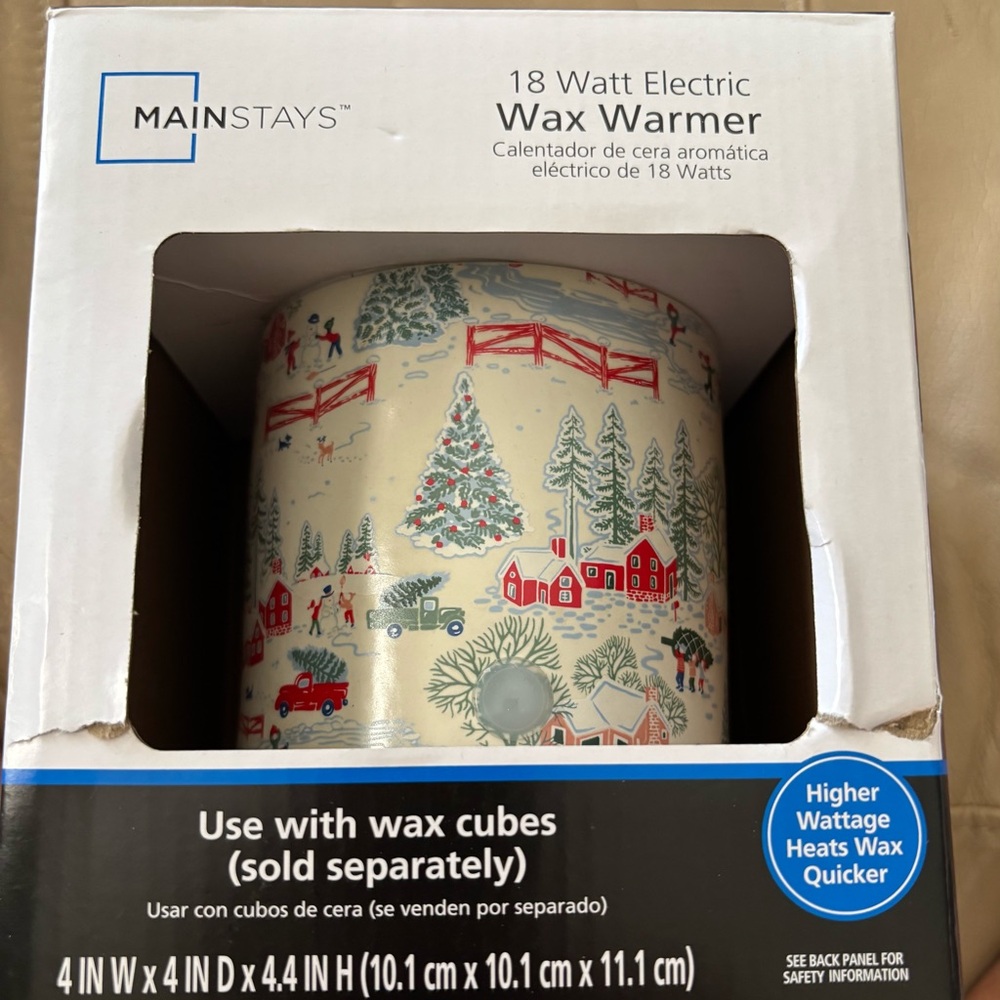 MAINSTAYS™
18 Watt Electric
Wax Warmer
Calentador de cera aromática
eléctrico de 18 Watts
Use with wax cubes
(sold separately)
Usar con cubos de cera (se venden por separado)
4 IN W x 4 IN D x 4.4 IN H (10.1 cm x 10.1 cm x 11.1 cm)
Higher
Wattage
Heats Wax
Quicker
SEE BACK PANEL FOR
SAFETY INFORMATION